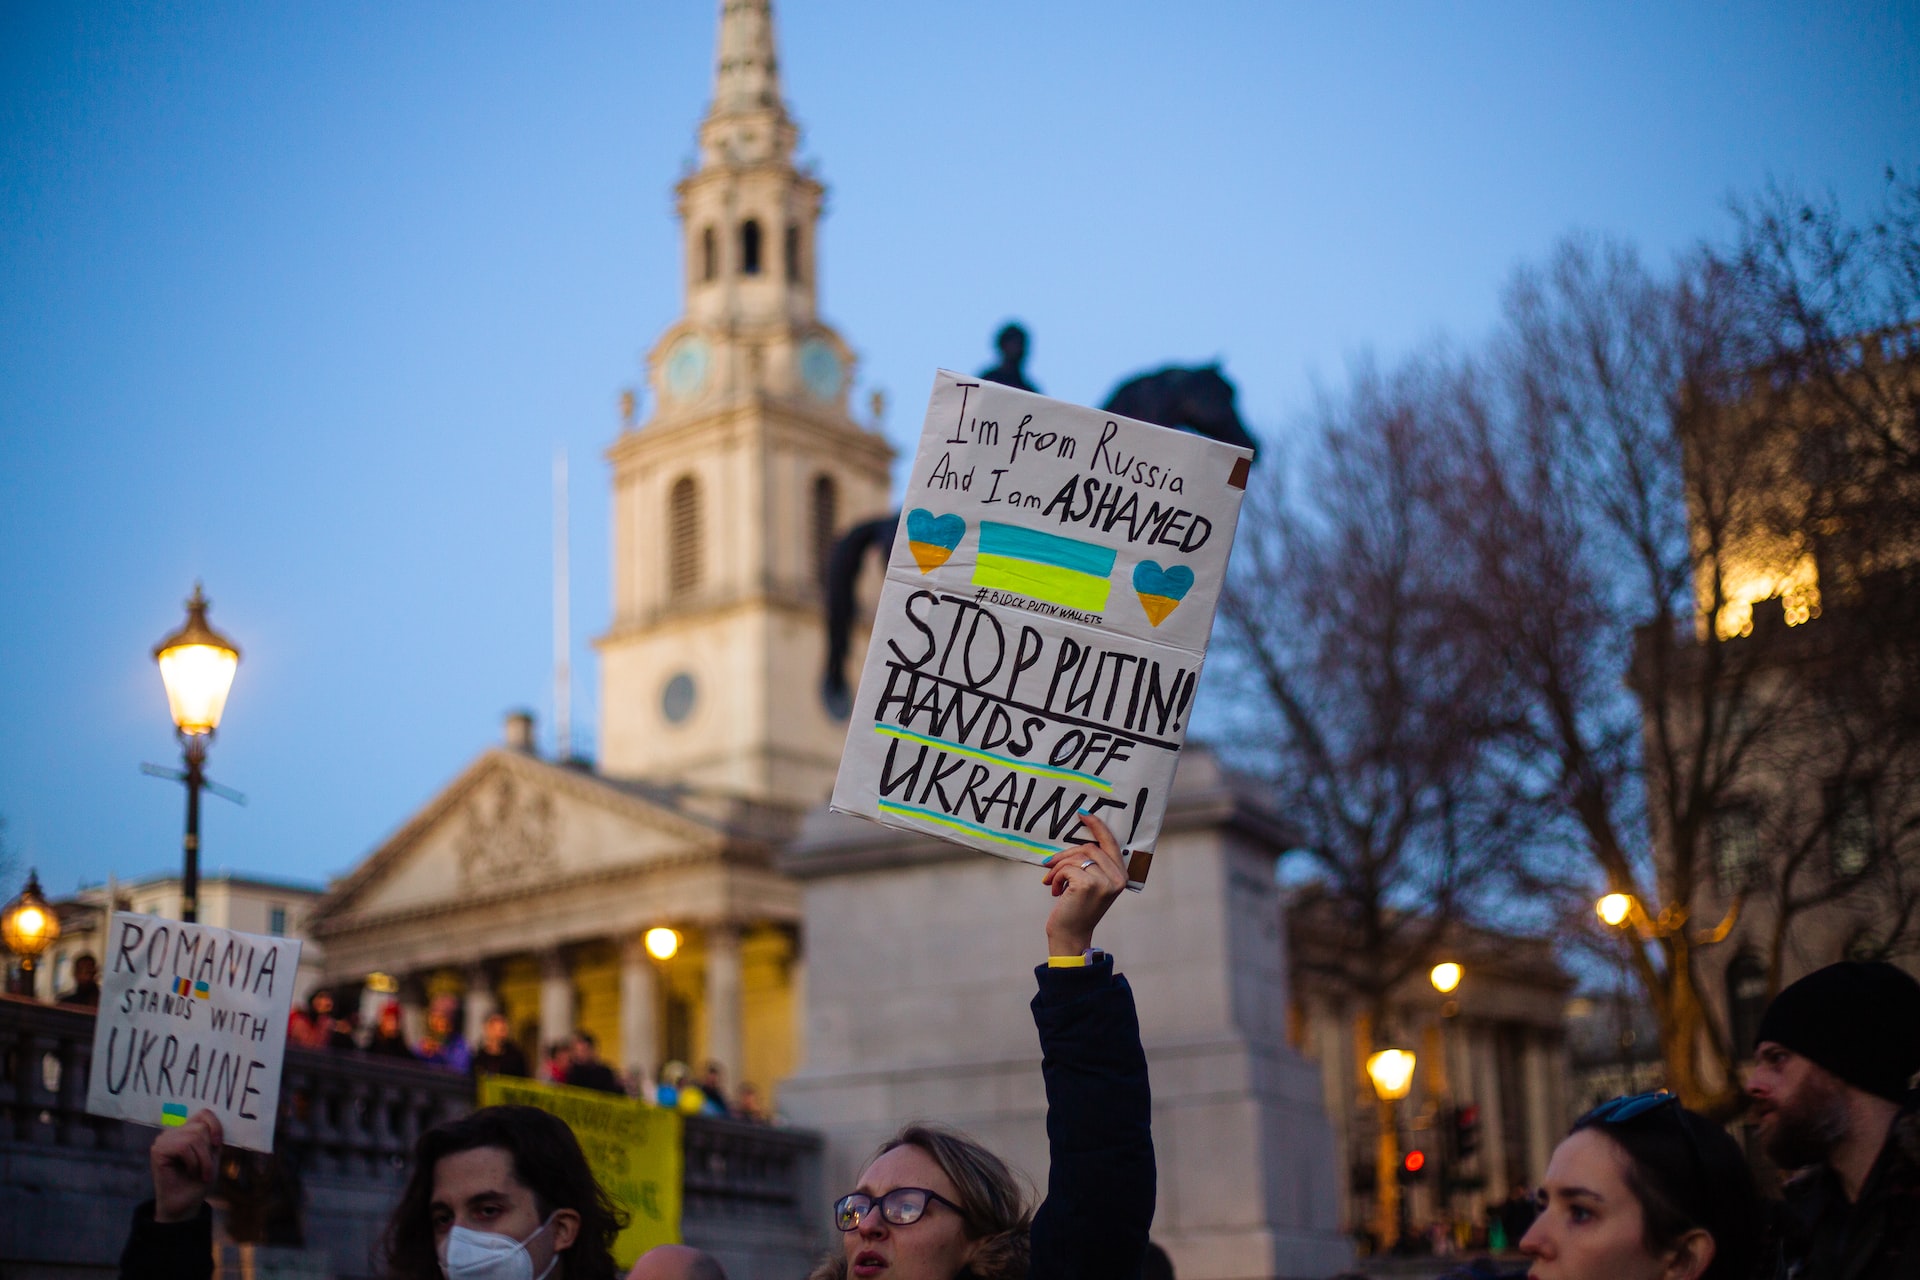 I'm from Russia
And I am ASHAMED
#BLOCK PUTIN WALLETS
STOP PUTIN!
HANDS OFF
UKRAINE!
ROMANIA
STANDS WITH
UKRAINE